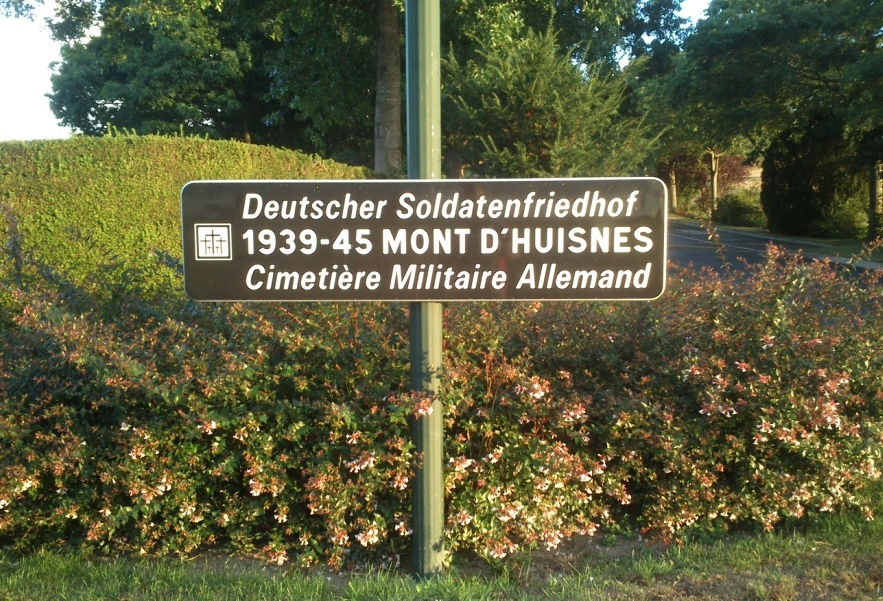 Deutscher Soldatenfriedhof
1939-45 MONT D'HUISNES
Cimetière Militaire Allemand